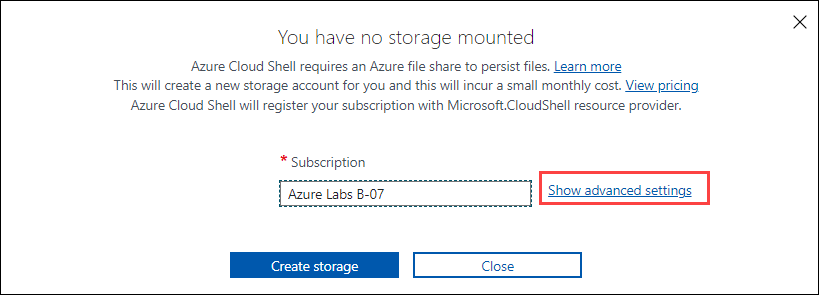 You have no storage mounted
Azure Cloud Shell requires an Azure file share to persist files. Learn more
This will create a new storage account for you and this will incur a small monthly cost. View pricing
Azure Cloud Shell will register your subscription with Microsoft.CloudShell resource provider.
* Subscription
Azure Labs B-07
Show advanced settings
Create storage
Close